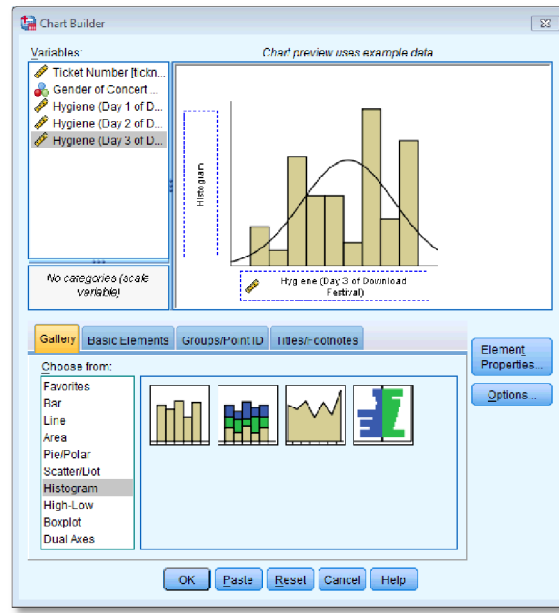 Chart Builder
Variables:
Chart preview uses example data
Ticket Number [tickn...
Gender of Concert ...
Hygiene (Day 1 of D...
Hygiene (Day 2 of D...
Hygiene (Day 3 of D...
No categories (scale
variable)
Histogram
Hygiene (Day 3 of Download
Festival)
Gallery
Basic Elements
Groups/Point ID
Titles/Footnotes
Choose from:
Favorites
Bar
Line
Area
Pie/Polar
Scatter/Dot
Histogram
High-Low
Boxplot
Dual Axes
Element
Properties...
Options...
OK
Paste
Reset
Cancel
Help